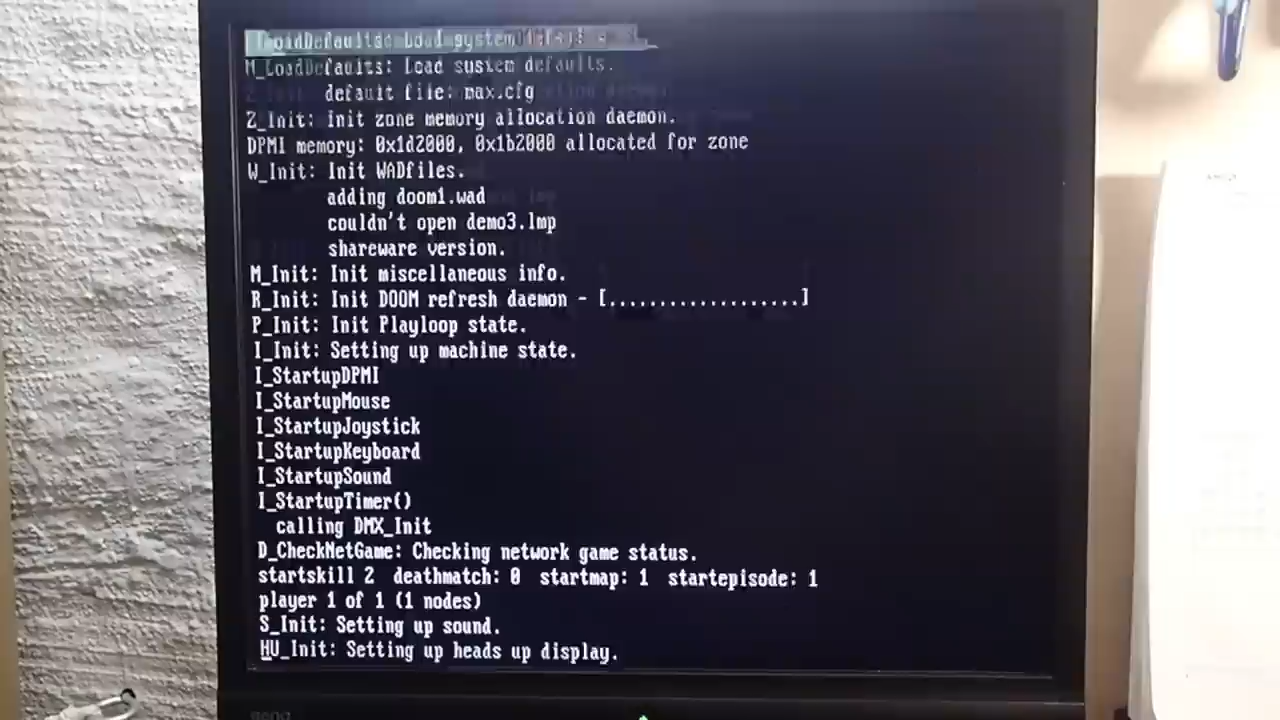 M_LoadDefaults: Load system defaults.
default file: max.cfg
Z_Init: Init zone memory allocation daemon.
DPMI memory: 0x1d2000, 0x1b2000 allocated for zone
W_Init: Init WADfiles.
adding doom1.wad
couldn't open demo3.lmp
shareware version.
M_Init: Init miscellaneous info.
R_Init: Init DOOM refresh daemon - [...................]
P_Init: Init Playloop state.
I_Init: Setting up machine state.
I_StartupDPMI
I_StartupMouse
I_StartupJoystick
I_StartupKeyboard
I_StartupSound
I_StartupTimer()
calling DMX_Init
D_CheckNetGame: Checking network game status.
startskill 2 deathmatch: 0 startmap: 1 startepisode: 1
player 1 of 1 (1 nodes)
S_Init: Setting up sound.
HU_Init: Setting up heads up display.